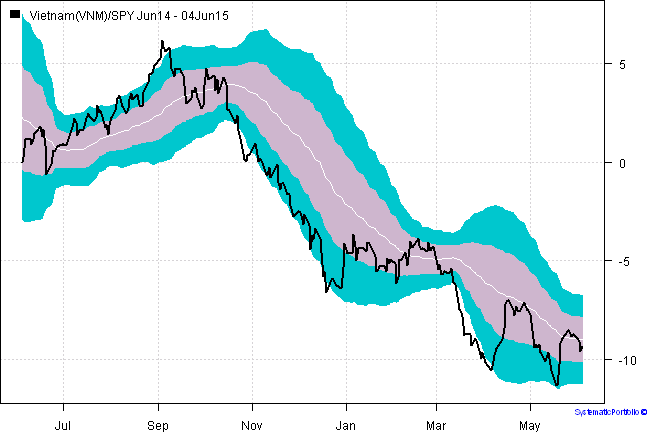 Vietnam(VNM)/SPY Jun14 - 04Jun15
5
0
-5
-10
Jul Sep Nov Jan Mar May
SystematicPortfolio ©